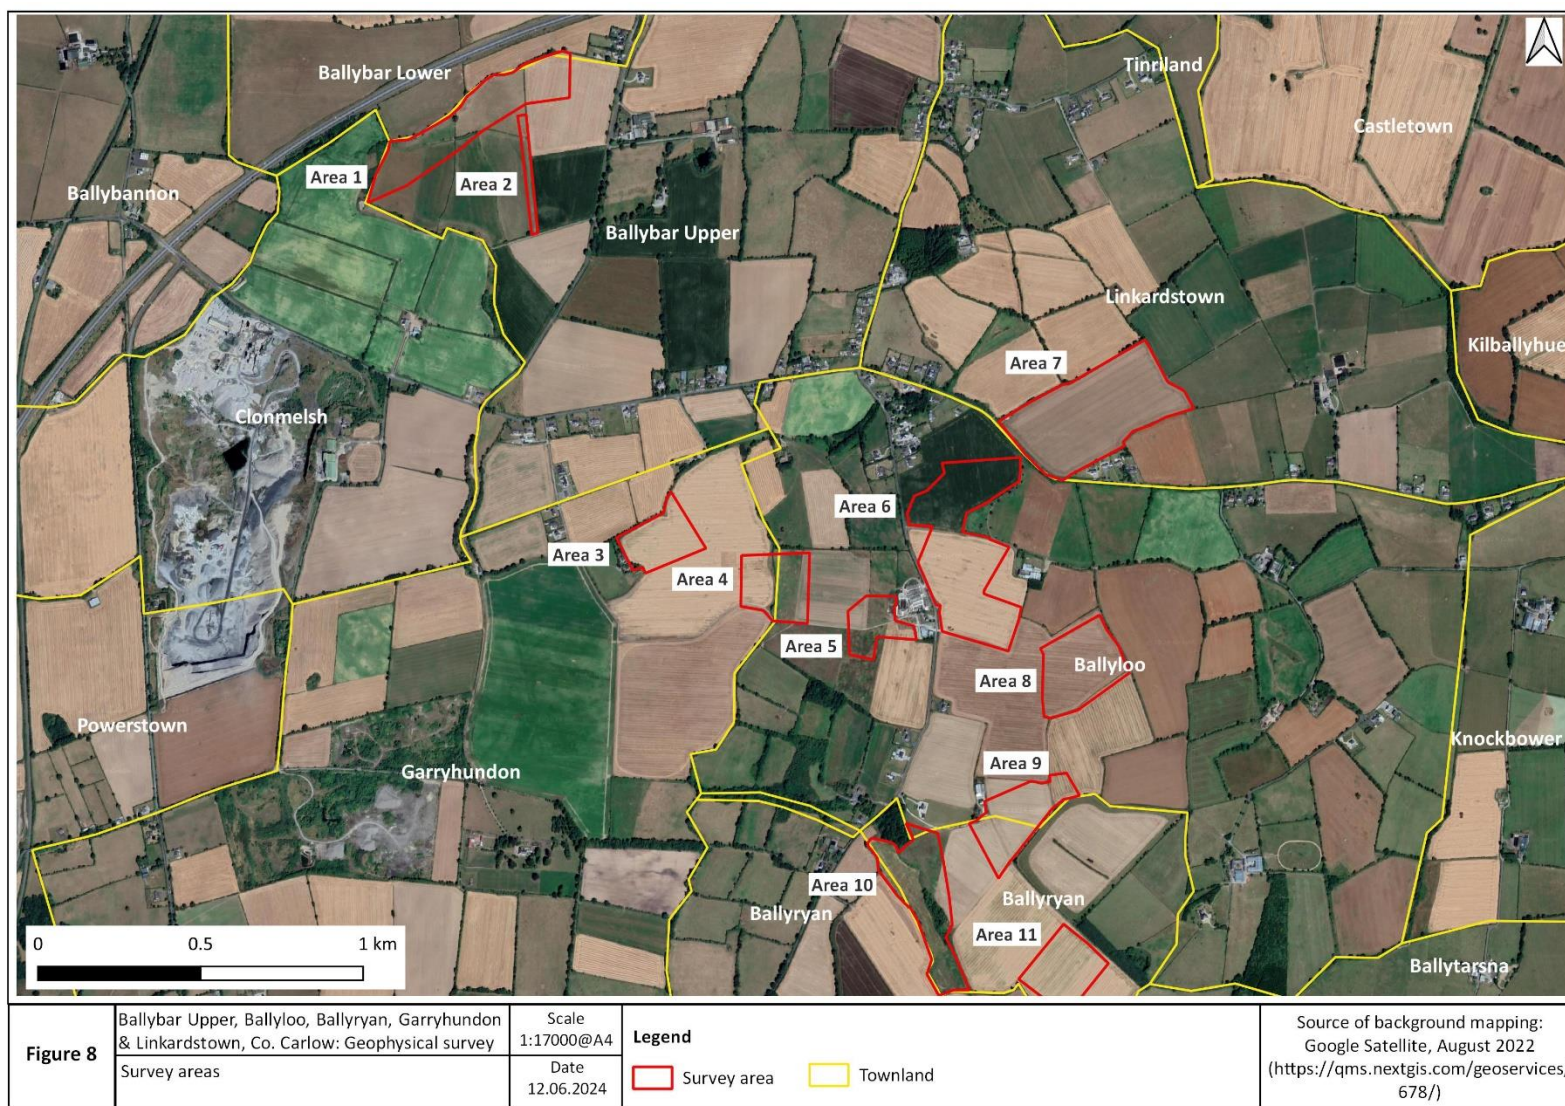 Ballybar Lower
Tinriland
Castletown
Area 1
Area 2
Ballybannon
Ballybar Upper
Linkardstown
Kilballyhue
Area 7
Clonmelsh
Area 6
Area 3
Area 4
Area 5
Ballyloo
Area 8
Powerstown
Knockbower
Garryhundon
Area 9
Area 10
Ballyryan
Ballyryan
Area 11
Ballytarsna
0 0.5 1 km
Figure 8
Ballybar Upper, Ballyloo, Ballyryan, Garryhundon
& Linkardstown, Co. Carlow: Geophysical survey
Survey areas
Scale
1:17000@A4
Date
12.06.2024
Legend
Survey area
Townland
Source of background mapping:
Google Satellite, August 2022
(https://qms.nextgis.com/geoservices/
678/)